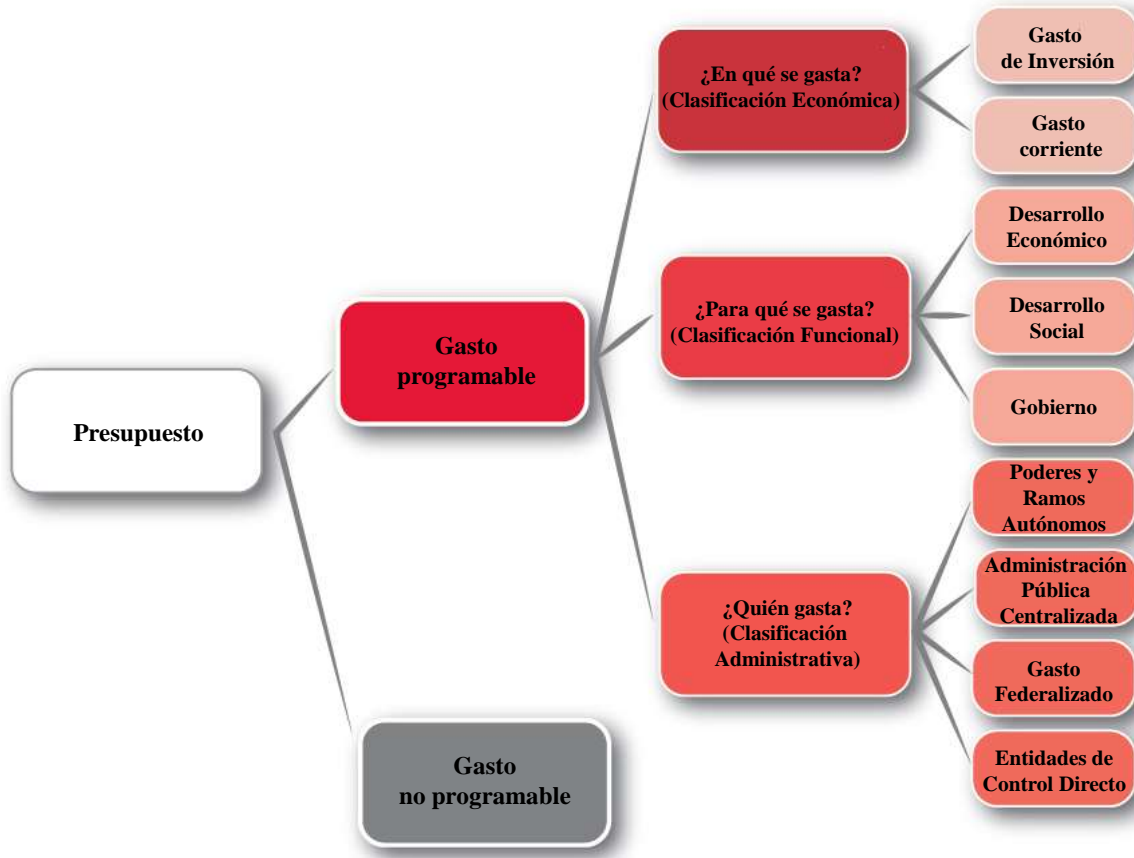 Presupuesto
Gasto
programable
Gasto
no programable
¿En qué se gasta?
(Clasificación Económica)
Gasto
de Inversión
Gasto
corriente
¿Para qué se gasta?
(Clasificación Funcional)
Desarrollo
Económico
Desarrollo
Social
Gobierno
¿Quién gasta?
(Clasificación
Administrativa)
Poderes y
Ramos
Autónomos
Administración
Pública
Centralizada
Gasto
Federalizado
Entidades de
Control Directo